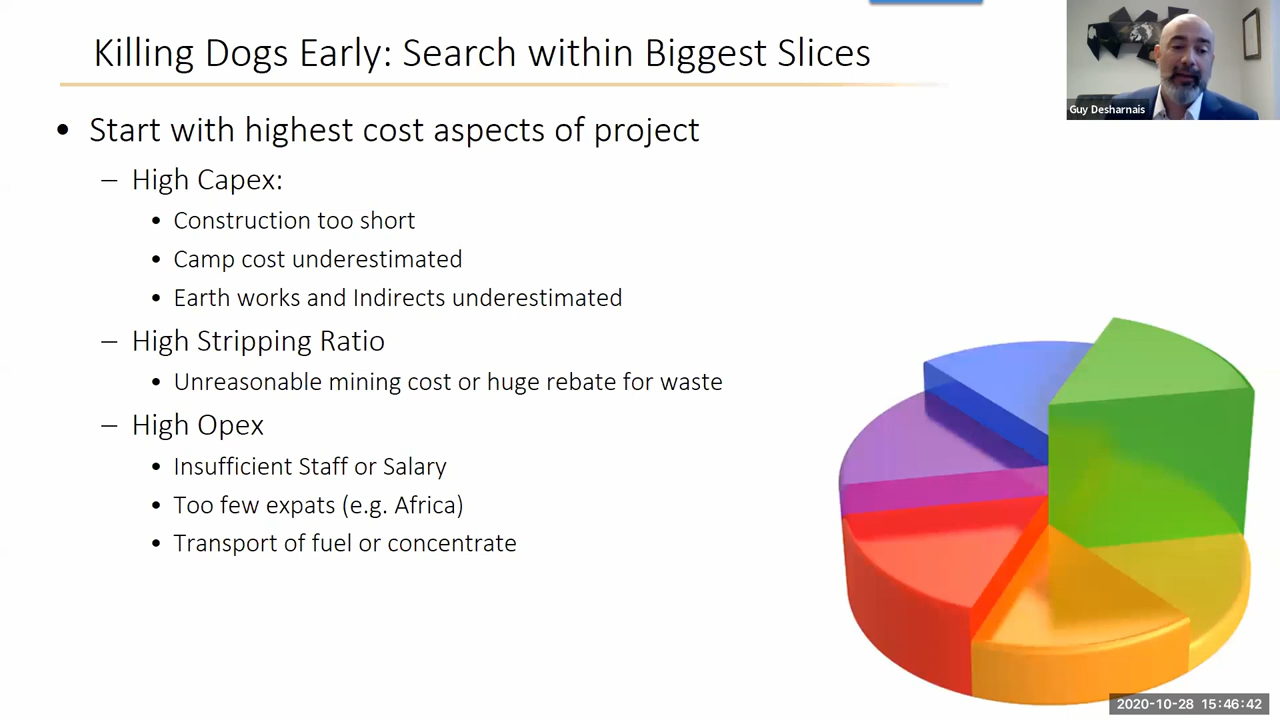 Killing Dogs Early: Search within Biggest Slices
Guy Desharnais
• Start with highest cost aspects of project
– High Capex:
• Construction too short
• Camp cost underestimated
• Earth works and Indirects underestimated
– High Stripping Ratio
• Unreasonable mining cost or huge rebate for waste
– High Opex
• Insufficient Staff or Salary
• Too few expats (e.g. Africa)
• Transport of fuel or concentrate
2020-10-28 15:46:42